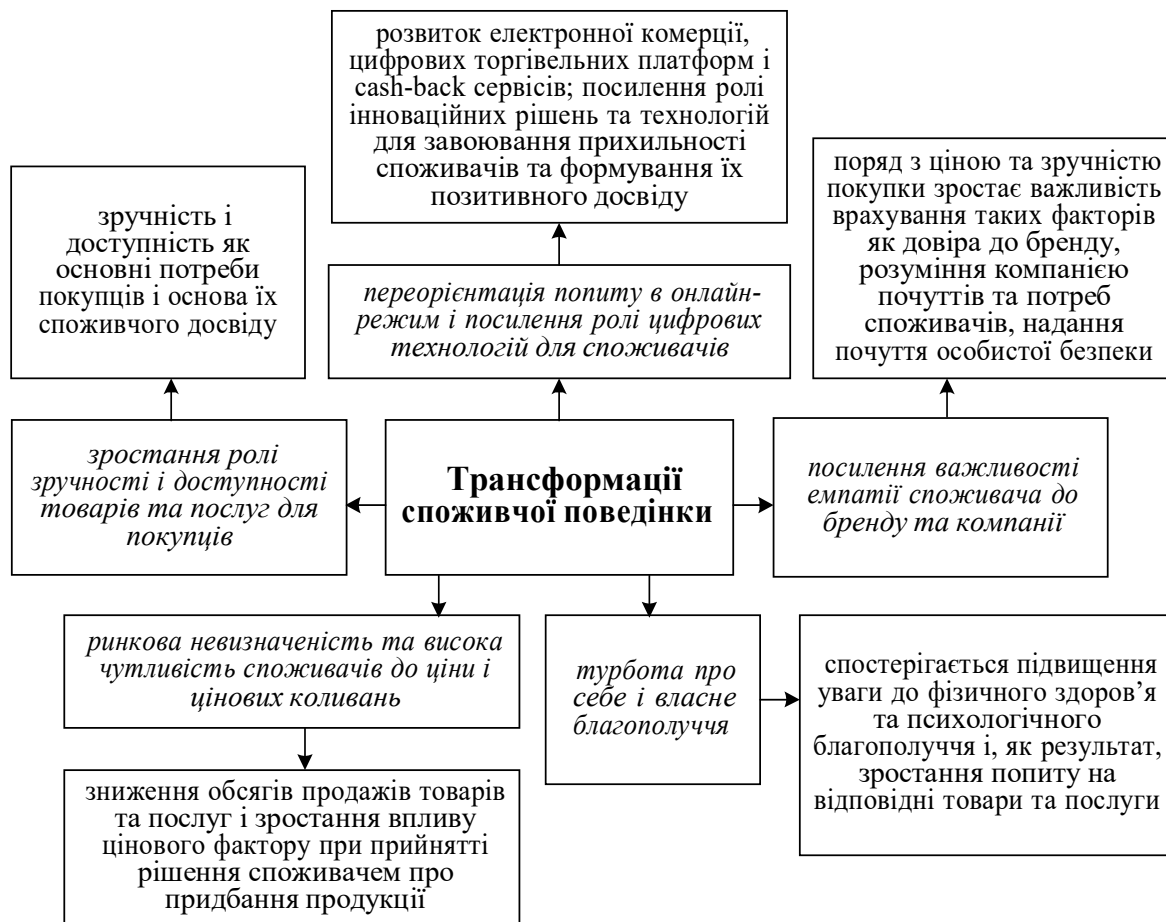 розвиток електронної комерції,
цифрових торгівельних платформ і
cash-back сервісів; посилення ролі
інноваційних рішень та технологій
для завоювання прихильності
споживачів та формування їх
позитивного досвіду
зручність і
доступність як
основні потреби
покупців і основа їх
споживчого досвіду
поряд з ціною та зручністю
покупки зростає важливість
врахування таких факторів
як довіра до бренду,
розуміння компанією
почуттів та потреб
споживачів, надання
почуття особистої безпеки
переорієнтація попиту в онлайн-
режим і посилення ролі цифрових
технологій для споживачів
зростання ролі
зручності і доступності
товарів та послуг для
покупців
Трансформації
споживчої поведінки
посилення важливості
емпатії споживача до
бренду та компанії
ринкова невизначеність та висока
чутливість споживачів до ціни і
цінових коливань
турбота про
себе і власне
благополуччя
спостерігається підвищення
уваги до фізичного здоров’я
та психологічного
благополуччя і, як результат,
зростання попиту на
відповідні товари та послуги
зниження обсягів продажів товарів
та послуг і зростання впливу
цінового фактору при прийнятті
рішення споживачем про
придбання продукції